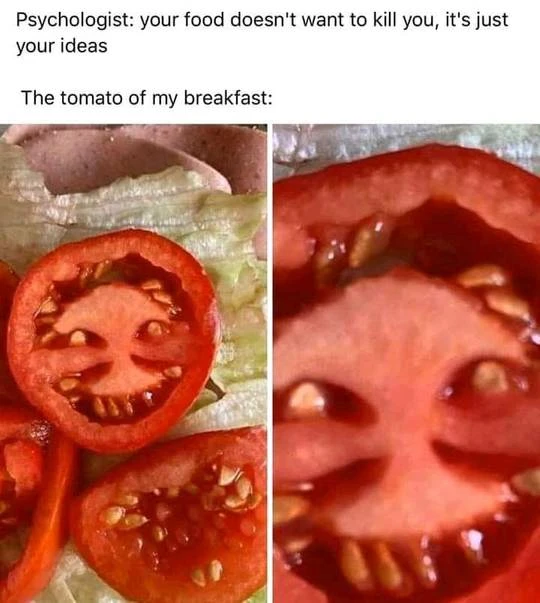 Psychologist: your food doesn't want to kill you, it's just
your ideas
The tomato of my breakfast: